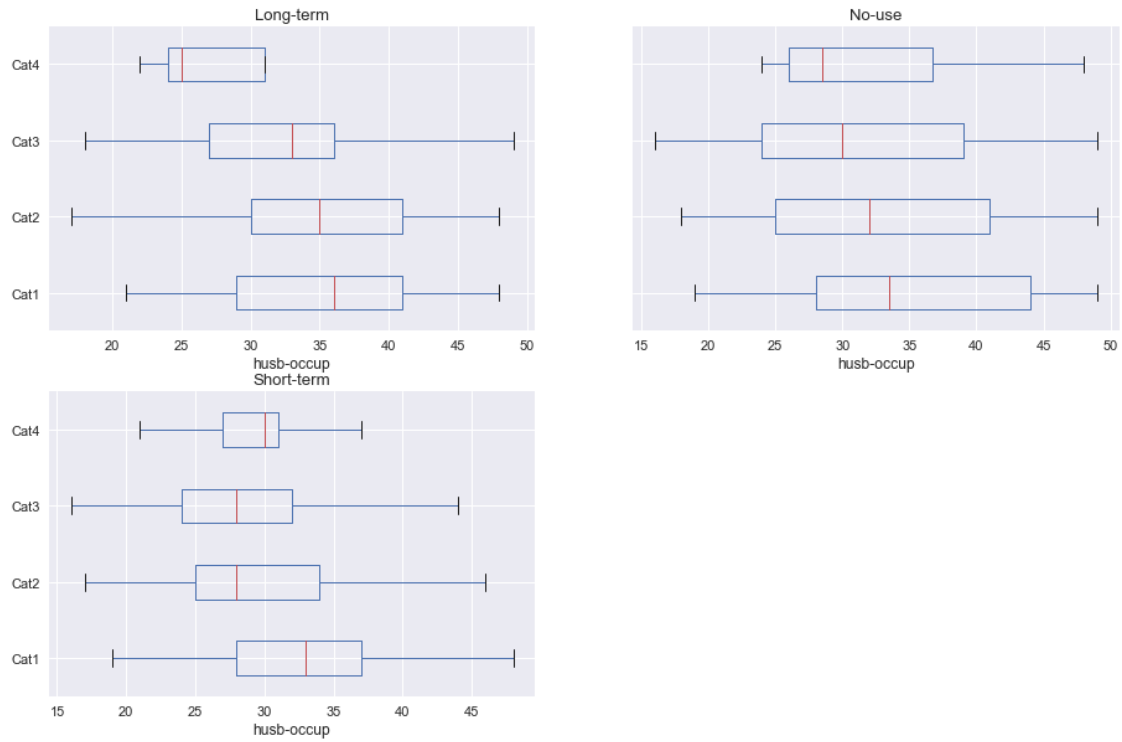 Long-term
Cat4
Cat3
Cat2
Cat1
20 25 30 35 40 45 50
husb-occup
No-use
15 20 25 30 35 40 45 50
husb-occup
Short-term
Cat4
Cat3
Cat2
Cat1
15 20 25 30 35 40 45
husb-occup